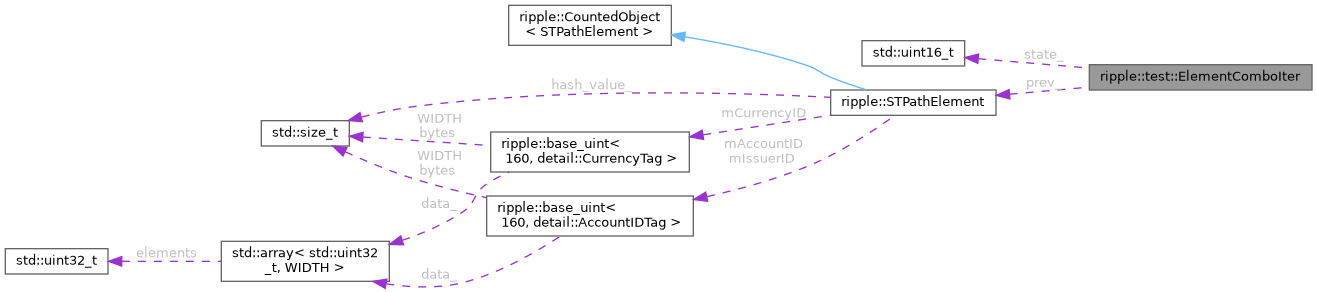 ripple::CountedObject
< STPathElement >
std::uint16_t
state_
ripple::test::ElementComboIter
prev_
hash_value_
ripple::STPathElement
mCurrencyID
WIDTH
bytes
std::size_t
ripple::base_uint<
160, detail::CurrencyTag >
mAccountID
mIssuerID
WIDTH
bytes
data_
ripple::base_uint<
160, detail::AccountIDTag >
std::uint32_t
elements
std::array< std::uint32
_t, WIDTH >
data_